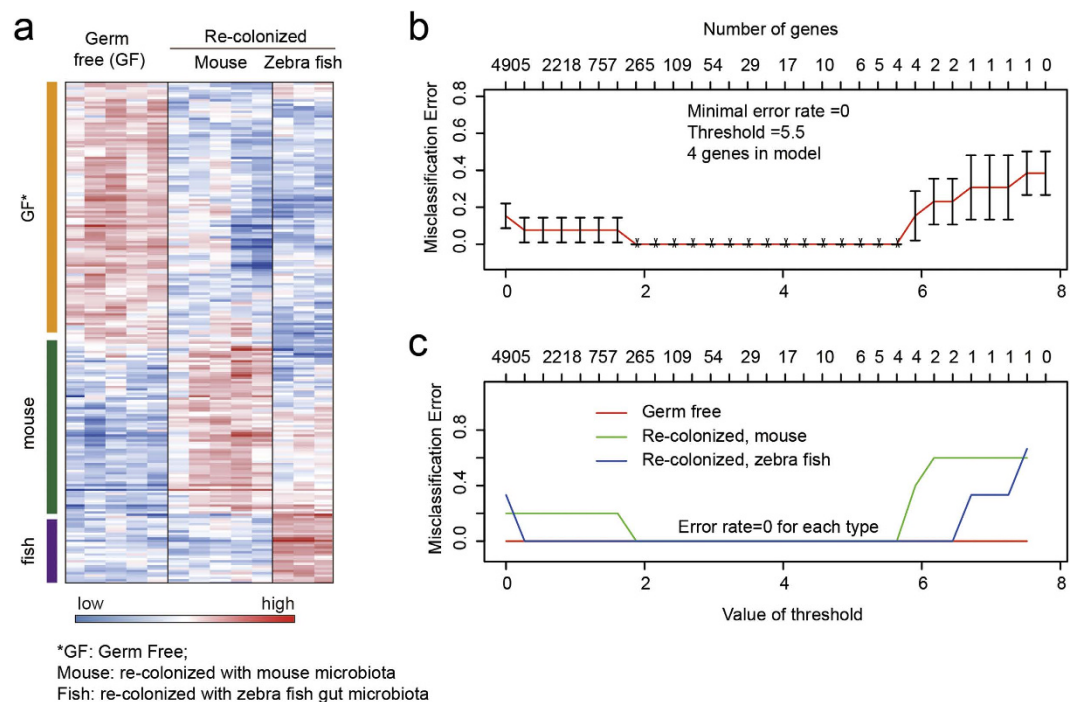 a
Germ
free (GF)
Re-colonized
Mouse
Zebra fish
GF*
mouse
fish
low
high
*GF: Germ Free;
Mouse: re-colonized with mouse microbiota
Fish: re-colonized with zebra fish gut microbiota
b
Number of genes
4905 2218 757 265 109 54 29 17 10 6 5 4 4 2 2 1 1 1 1 0
Misclassification Error
0.8
0.4
0.2
0.0
Minimal error rate =0
Threshold =5.5
4 genes in model
0 2 4 6 8
c
4905 2218 757 265 109 54 29 17 10 6 5 4 4 2 2 1 1 1 1 0
Misclassification Error
0.8
0.4
0.0
Germ free
Re-colonized, mouse
Re-colonized, zebra fish
Error rate=0 for each type
0 2 4 6 8
Value of threshold